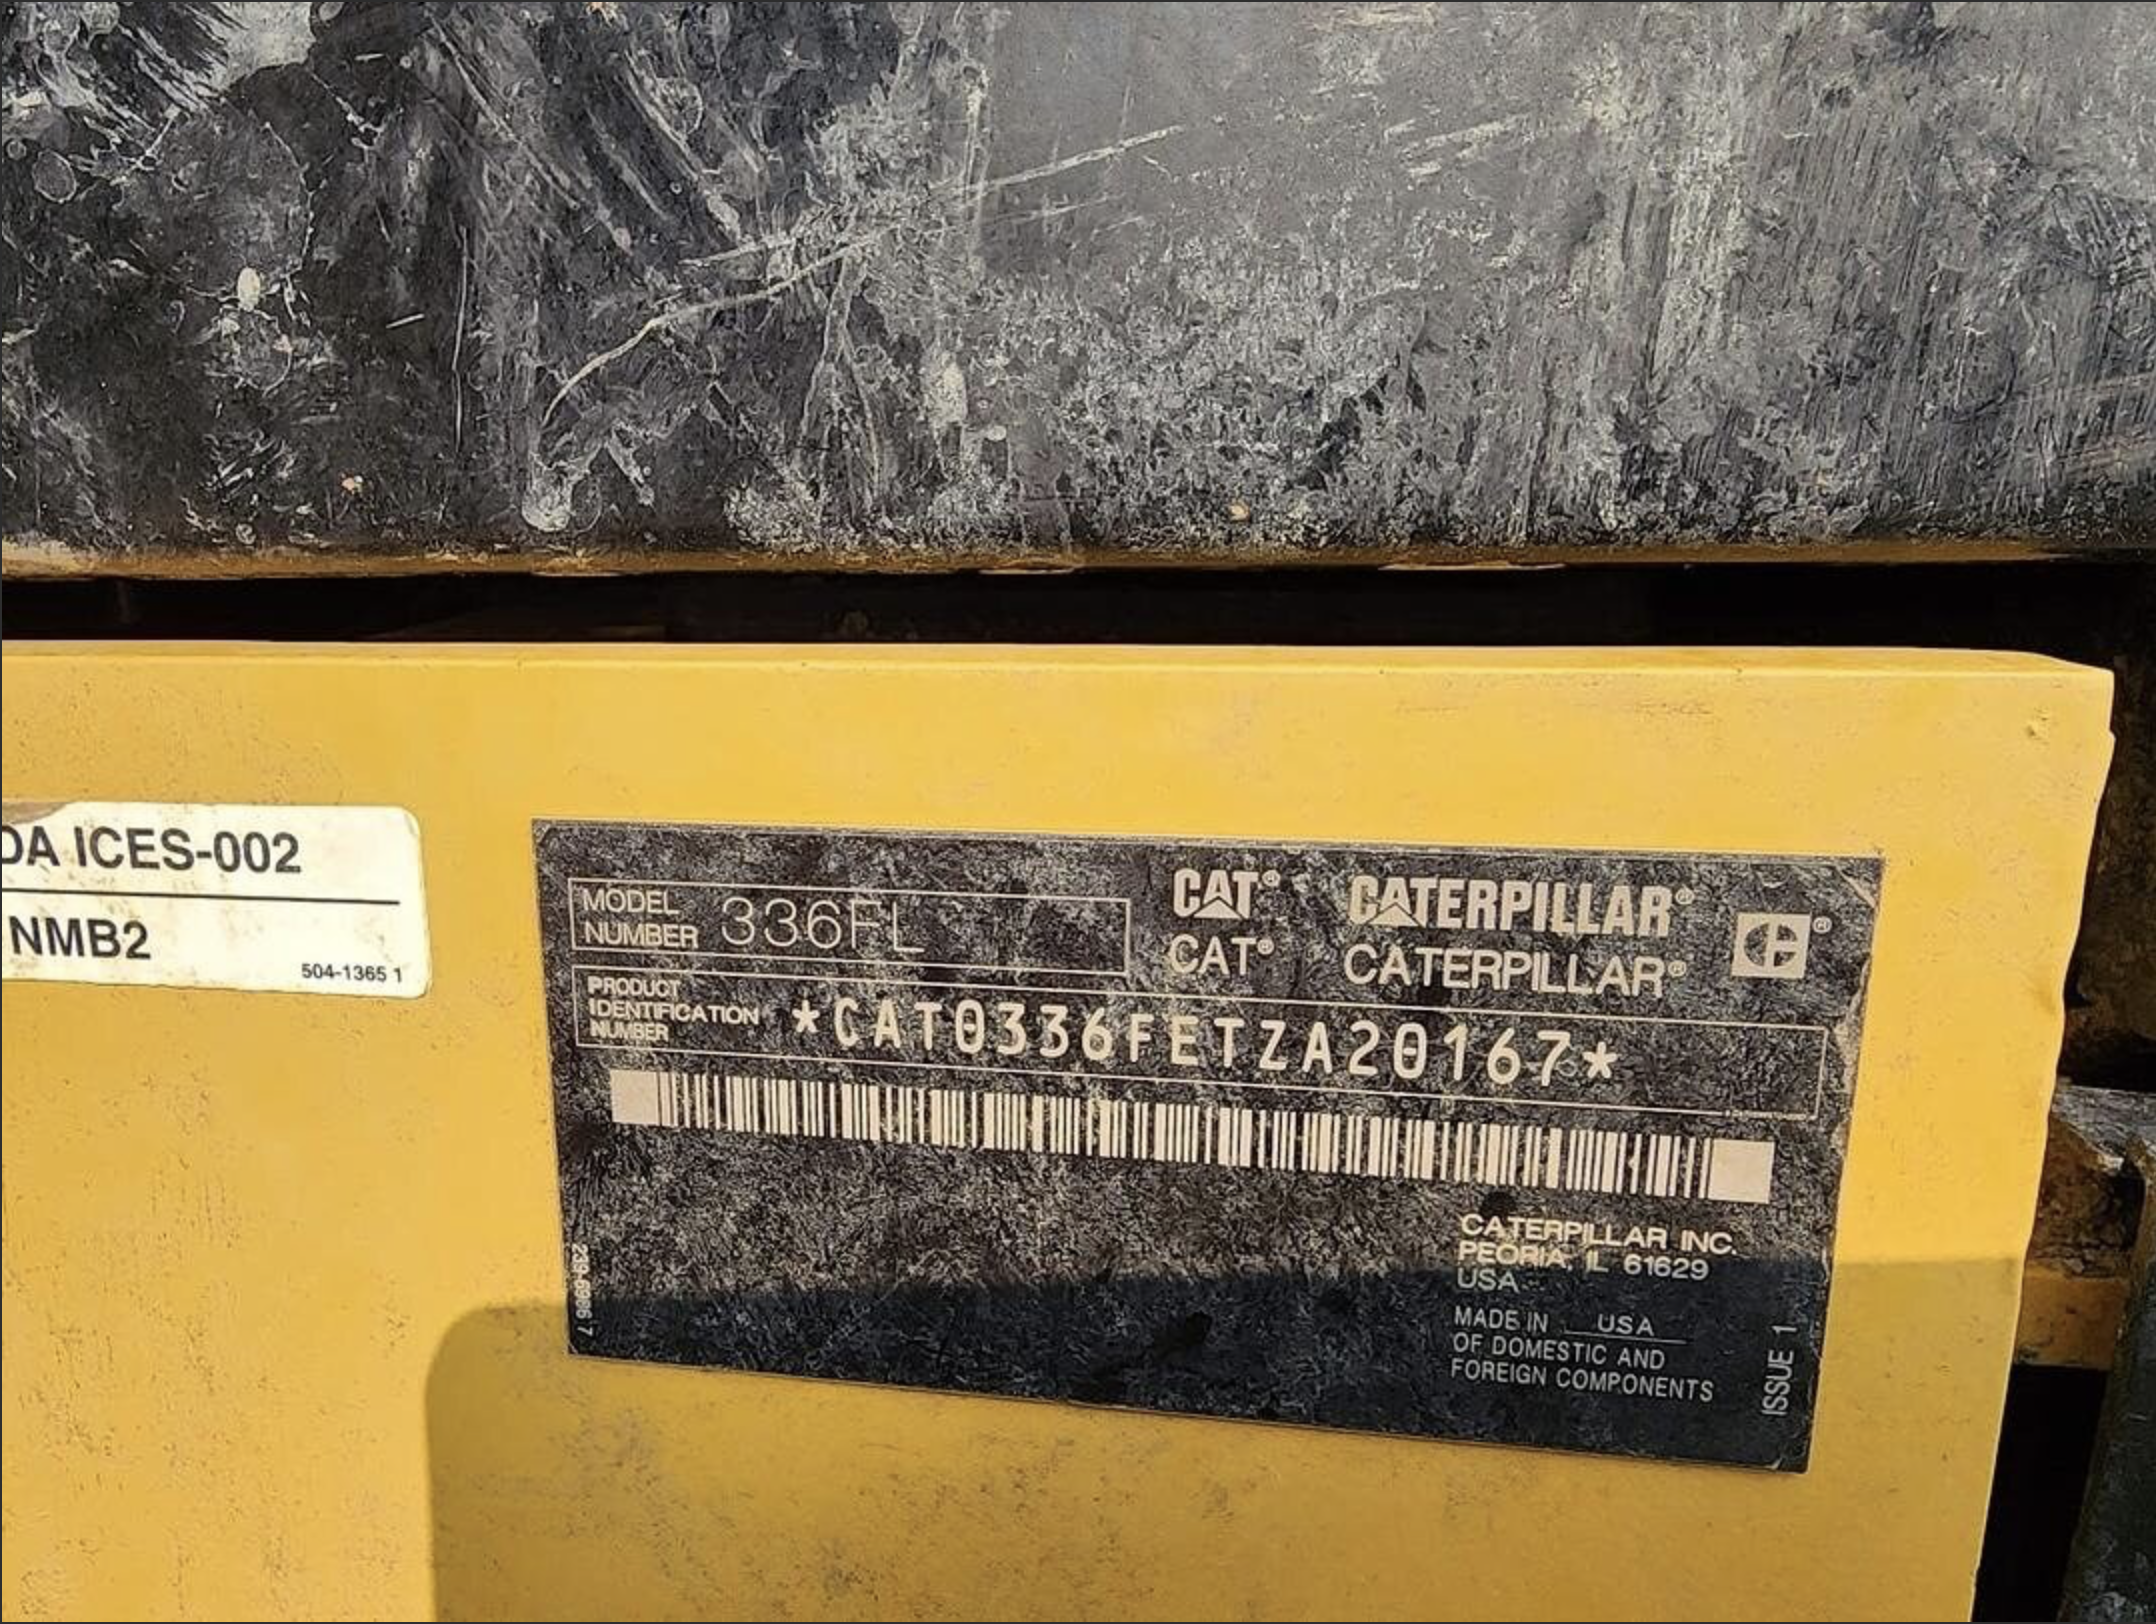 DA ICES-002
NMB2
504-1365 1
MODEL
NUMBER 336FL
CAT® CATERPILLAR®
CAT® CATERPILLAR® ®
PRODUCT
IDENTIFICATION
NUMBER
*CAT0336FETZA20167*
CATERPILLAR INC.
PEORIA, IL 61629
USA
MADE IN USA
OF DOMESTIC AND
FOREIGN COMPONENTS
ISSUE 1